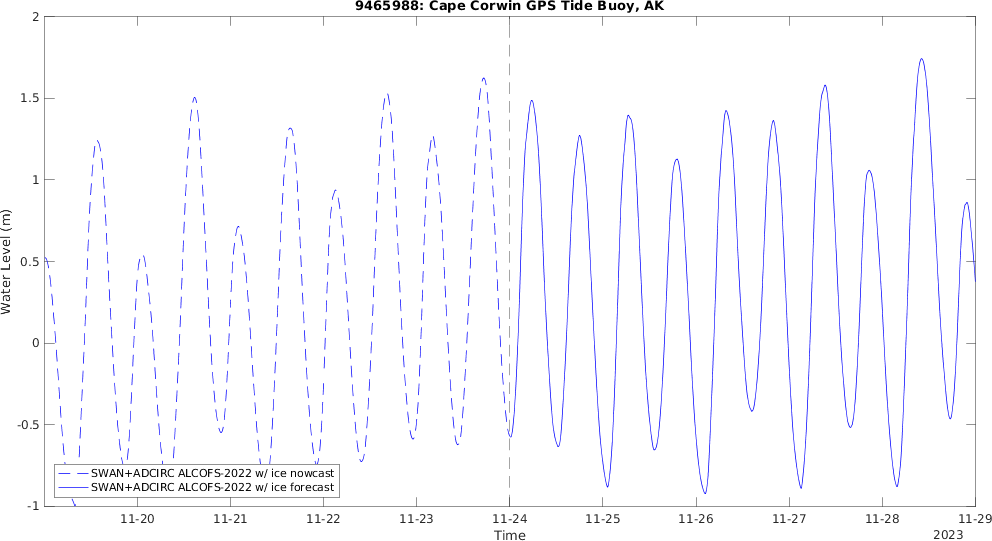 9465988: Cape Corwin GPS Tide Buoy, AK
2
1.5
1
0.5
0
-0.5
-1
Water Level (m)
SWAN+ADCIRC ALCOFS-2022 w/ ice nowcast
SWAN+ADCIRC ALCOFS-2022 w/ ice forecast
11-20 11-21 11-22 11-23 11-24 11-25 11-26 11-27 11-28 11-29
Time
2023